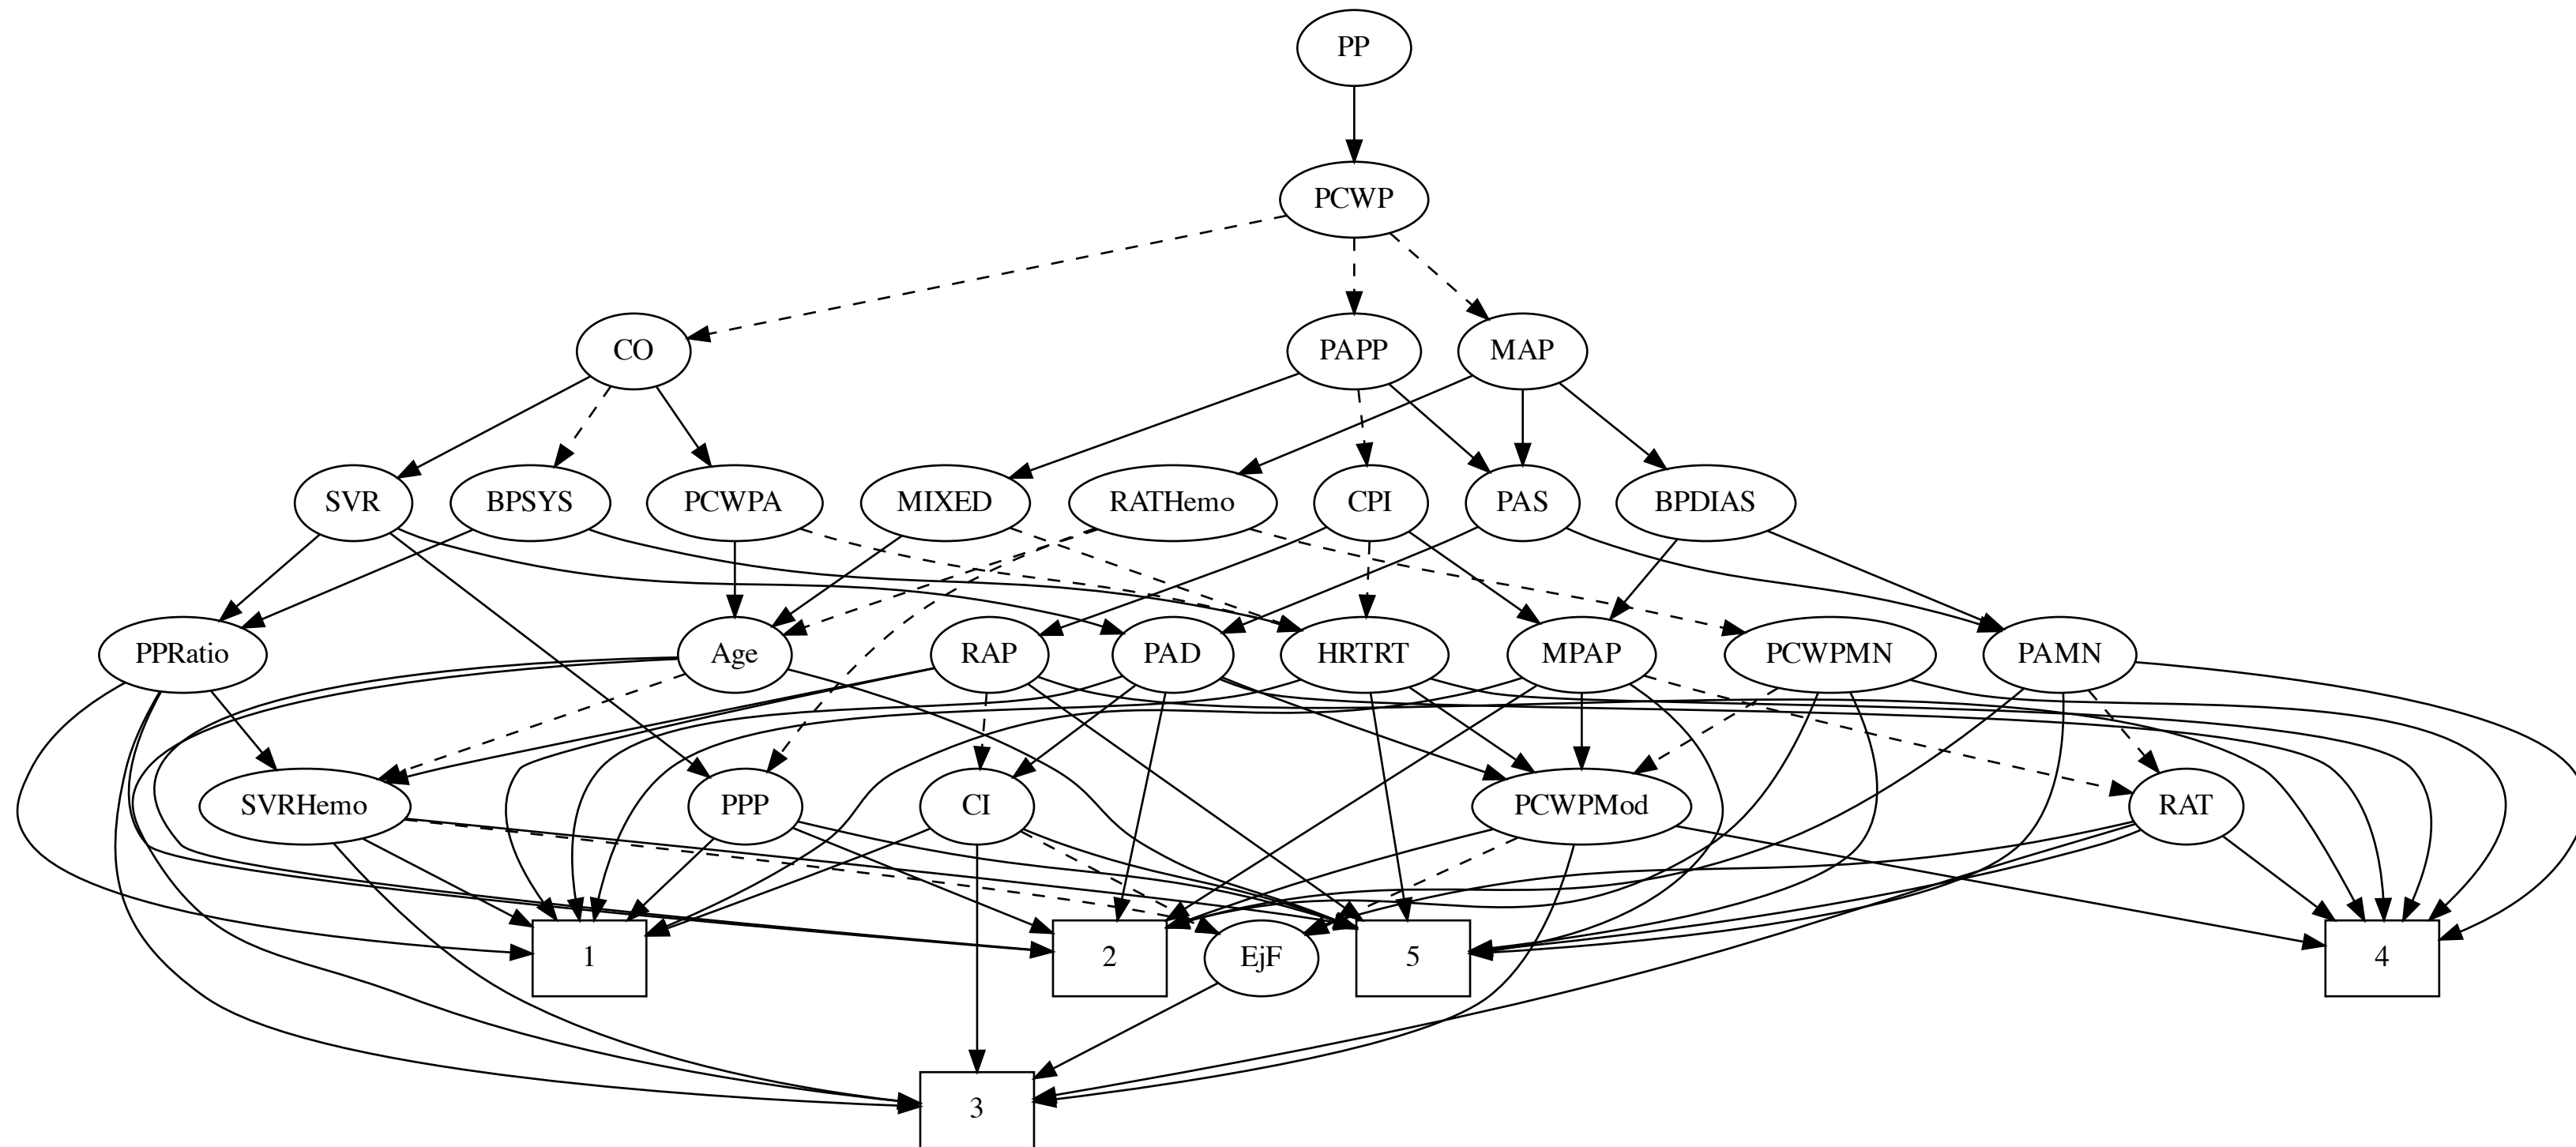 PP
PCWP
CO
PAPP
MAP
SVR
BPSYS
PCWPA
MIXED
RATHemo
CPI
PAS
BPDIAS
PPRatio
Age
RAP
PAD
HRTRT
MPAP
PCWPMN
PAMN
SVRHemo
PPP
CI
PCWPMod
RAT
1
2
EjF
5
4
3